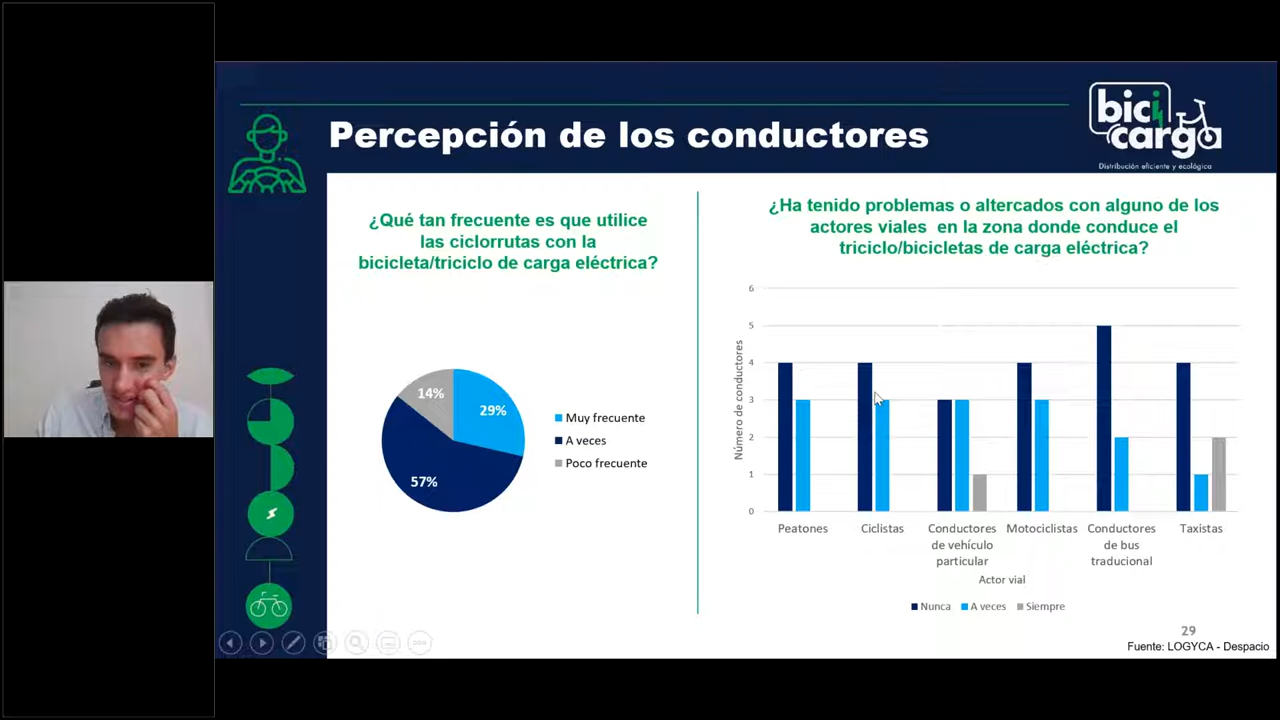 bici
carga
Distribución eficiente y ecológica
Percepción de los conductores
¿Qué tan frecuente es que utilice
las ciclorrutas con la
bicicleta/triciclo de carga eléctrica?
14%
29%
57%
Muy frecuente
A veces
Poco frecuente
¿Ha tenido problemas o altercados con alguno de los
actores viales en la zona donde conduce el
triciclo/bicicletas de carga eléctrica?
Número de conductores
6
5
4
3
2
1
0
Peatones
Ciclistas
Conductores
de vehículo
particular
Motociclistas
Conductores
de bus
traducional
Taxistas
Actor vial
Nunca
A veces
Siempre
29
Fuente: LOGYCA - Despacio